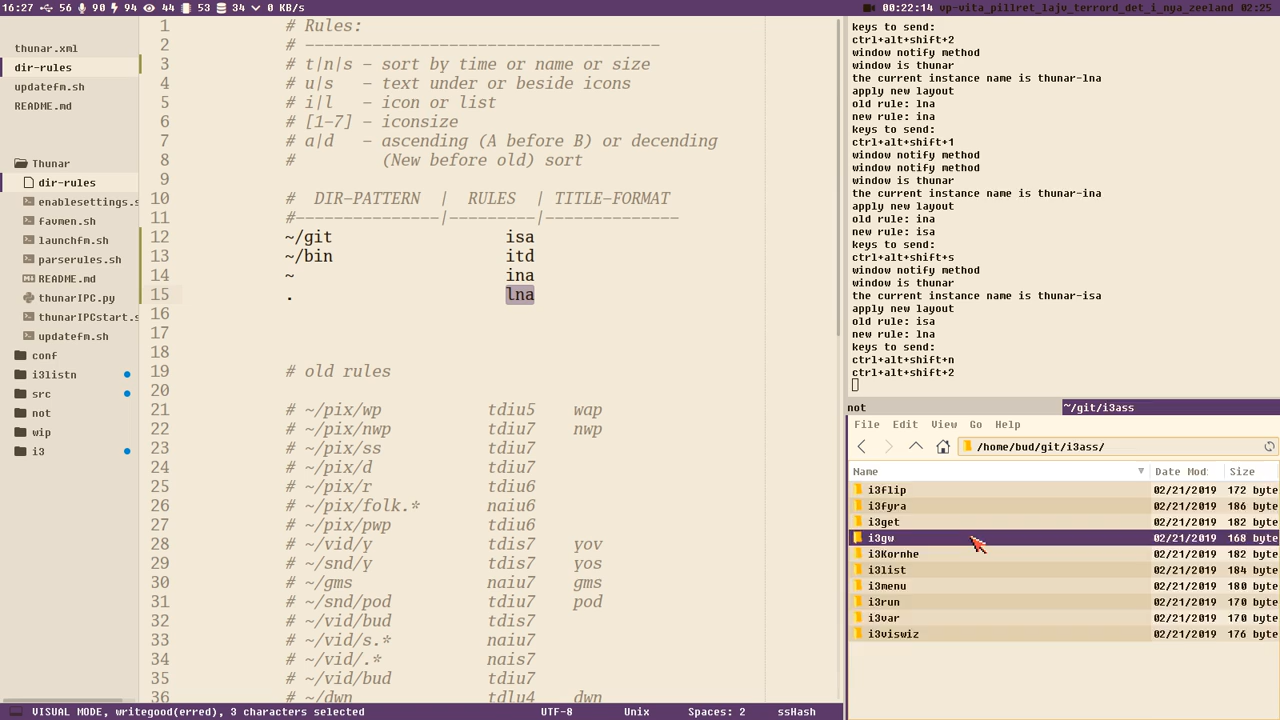 16:27 56 90 94 44 53 34 0 KB/s
00:22:14 vp-vita_pillret_lajv_terrord_det_i_nya_zeeland 02:25
thunar.xml
dir-rules
updatefm.sh
README.md
Thunar
dir-rules
enablesettings.s
favmen.sh
launchfm.sh
parserules.sh
README.md
thunarIPC.py
thunarIPCstart.s
updatefm.sh
conf
i3listn
src
not
wip
i3
1 # Rules:
2 # -------------------------------------
3 # t|n|s - sort by time or name or size
4 # u|s - text under or beside icons
5 # i|l - icon or list
6 # [1-7] - iconsize
7 # a|d - ascending (A before B) or decending
8 # (New before old) sort
9
10 # DIR-PATTERN | RULES | TITLE-FORMAT
11 #---------------|---------|--------------
12 ~/git isa
13 ~/bin itd
14 ~ ina
15 . lna
16
17
18
19 # old rules
20
21 # ~/pix/wp tdiu5 wap
22 # ~/pix/nwp tdiu7 nwp
23 # ~/pix/ss tdiu7
24 # ~/pix/d tdiu7
25 # ~/pix/r tdiu6
26 # ~/pix/folk.* naiu6
27 # ~/pix/pwp tdiu6
28 # ~/vid/y tdis7 yov
29 # ~/snd/y tdis7 yos
30 # ~/gms naiu7 gms
31 # ~/snd/pod tdiu7 pod
32 # ~/vid/bud tdis7
33 # ~/vid/s.* naiu7
34 # ~/vid/.* nais7
35 # ~/vid/bud tdiu7
36 # ~/dwn tdlu4 dwn
VISUAL MODE, writegood(erred), 3 characters selected UTF-8 Unix Spaces: 2 ssHash
keys to send:
ctrl+alt+shift+2
window notify method
window is thunar
the current instance name is thunar-lna
apply new layout
old rule: lna
new rule: ina
keys to send:
ctrl+alt+shift+1
window notify method
window notify method
window is thunar
the current instance name is thunar-ina
apply new layout
old rule: ina
new rule: isa
keys to send:
ctrl+alt+shift+s
window notify method
window is thunar
the current instance name is thunar-isa
apply new layout
old rule: isa
new rule: lna
keys to send:
ctrl+alt+shift+n
ctrl+alt+shift+2
not ~/git/i3ass
File Edit View Go Help
/home/bud/git/i3ass/
Name Date Mod Size
i3flip 02/21/2019 172 byte
i3fyra 02/21/2019 186 byte
i3get 02/21/2019 182 byte
i3gw 02/21/2019 168 byte
i3Kornhe 02/21/2019 182 byte
i3list 02/21/2019 184 byte
i3menu 02/21/2019 180 byte
i3run 02/21/2019 170 byte
i3var 02/21/2019 170 byte
i3viswiz 02/21/2019 176 byte